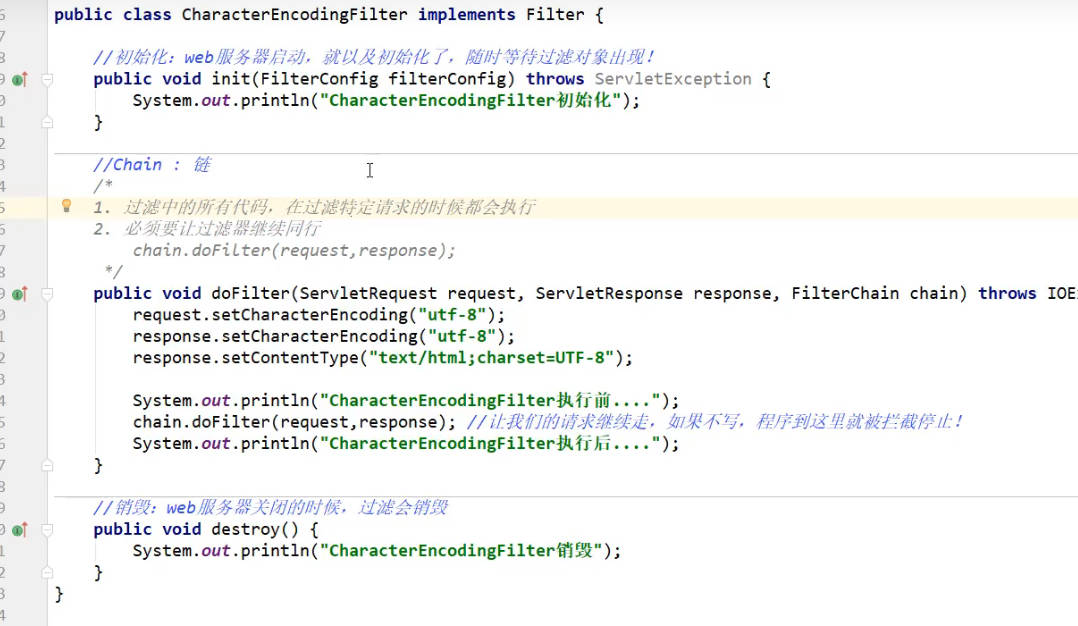 public class CharacterEncodingFilter implements Filter {
//初始化：web服务器启动，就以及初始化了，随时等待过滤对象出现！
public void init(FilterConfig filterConfig) throws ServletException {
System.out.println("CharacterEncodingFilter初始化");
}
//Chain : 链
/*
1. 过滤中的所有代码，在过滤特定请求的时候都会执行
2. 必须要让过滤器继续同行
chain.doFilter(request,response);
*/
public void doFilter(ServletRequest request, ServletResponse response, FilterChain chain) throws IOE
request.setCharacterEncoding("utf-8");
response.setCharacterEncoding("utf-8");
response.setContentType("text/html;charset=UTF-8");
System.out.println("CharacterEncodingFilter执行前....");
chain.doFilter(request,response); //让我们的请求继续走，如果不写，程序到这里就被拦截停止！
System.out.println("CharacterEncodingFilter执行后....");
}
//销毁：web服务器关闭的时候，过滤会销毁
public void destroy() {
System.out.println("CharacterEncodingFilter销毁");
}
}